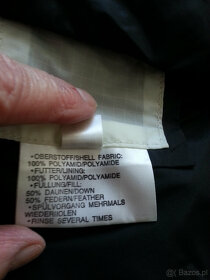 •OBERSTOFF/SHELL FABRIC:
100% POLYAMID/POLYAMIDE
•FUTTER/LINING:
100% POLYAMID/POLYAMIDE
•FÜLLUNG/FILL:
50% DAUNEN/DOWN
50% FEDERN/FEATHER
•SPÜLVORGANG MEHRMALS
WIEDERHOLEN
•RINSE SEVERAL TIMES
OLX.pl